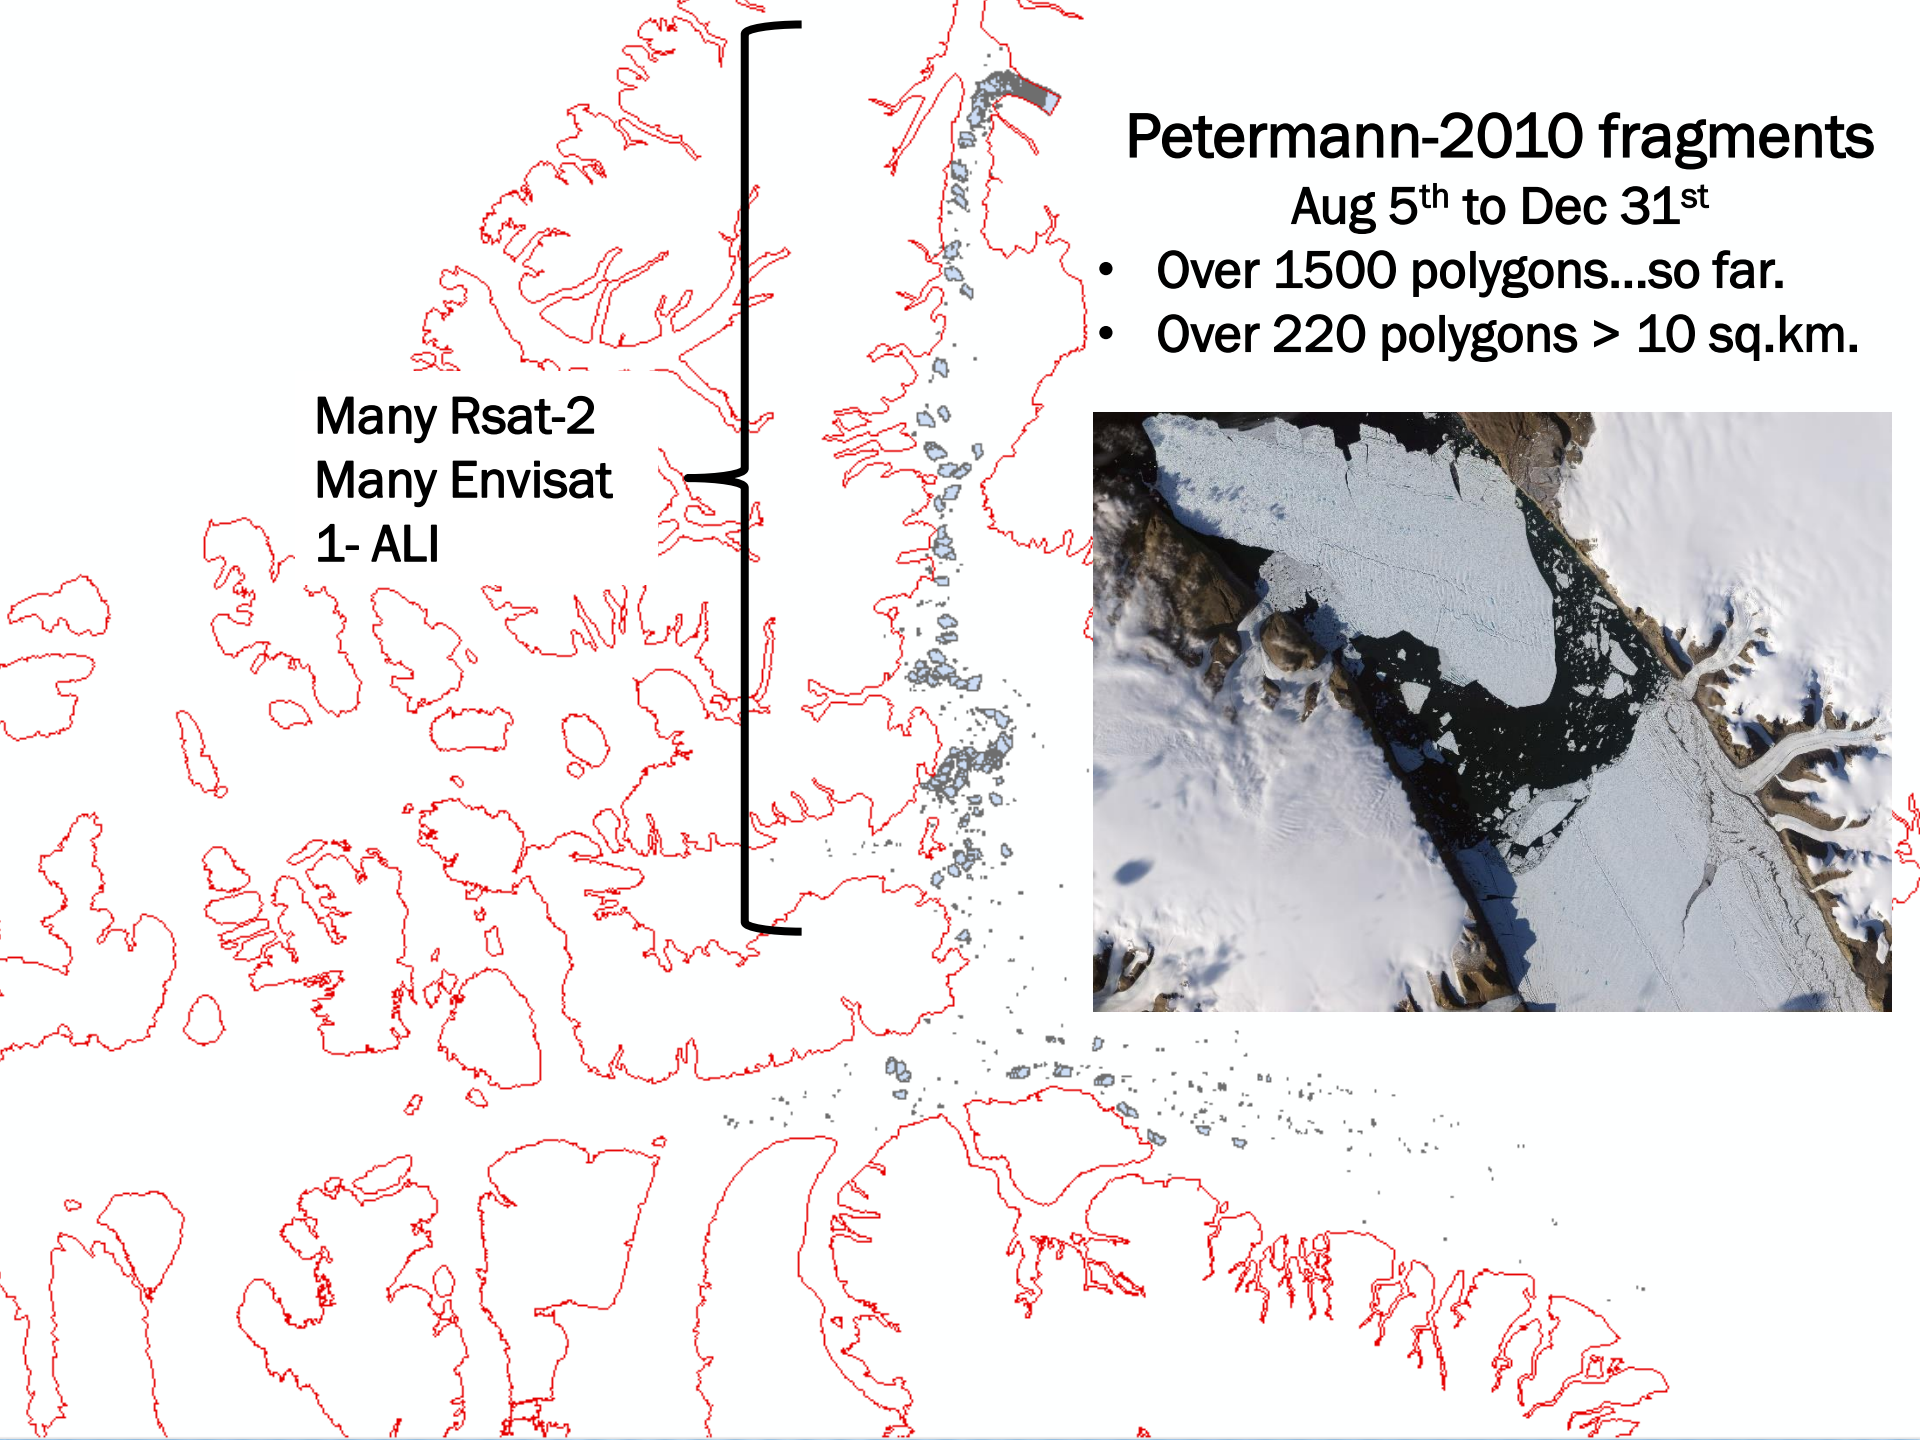 Petermann-2010 fragments
Aug 5th to Dec 31st
• Over 1500 polygons...so far.
• Over 220 polygons > 10 sq.km.
Many Rsat-2
Many Envisat
1- ALI